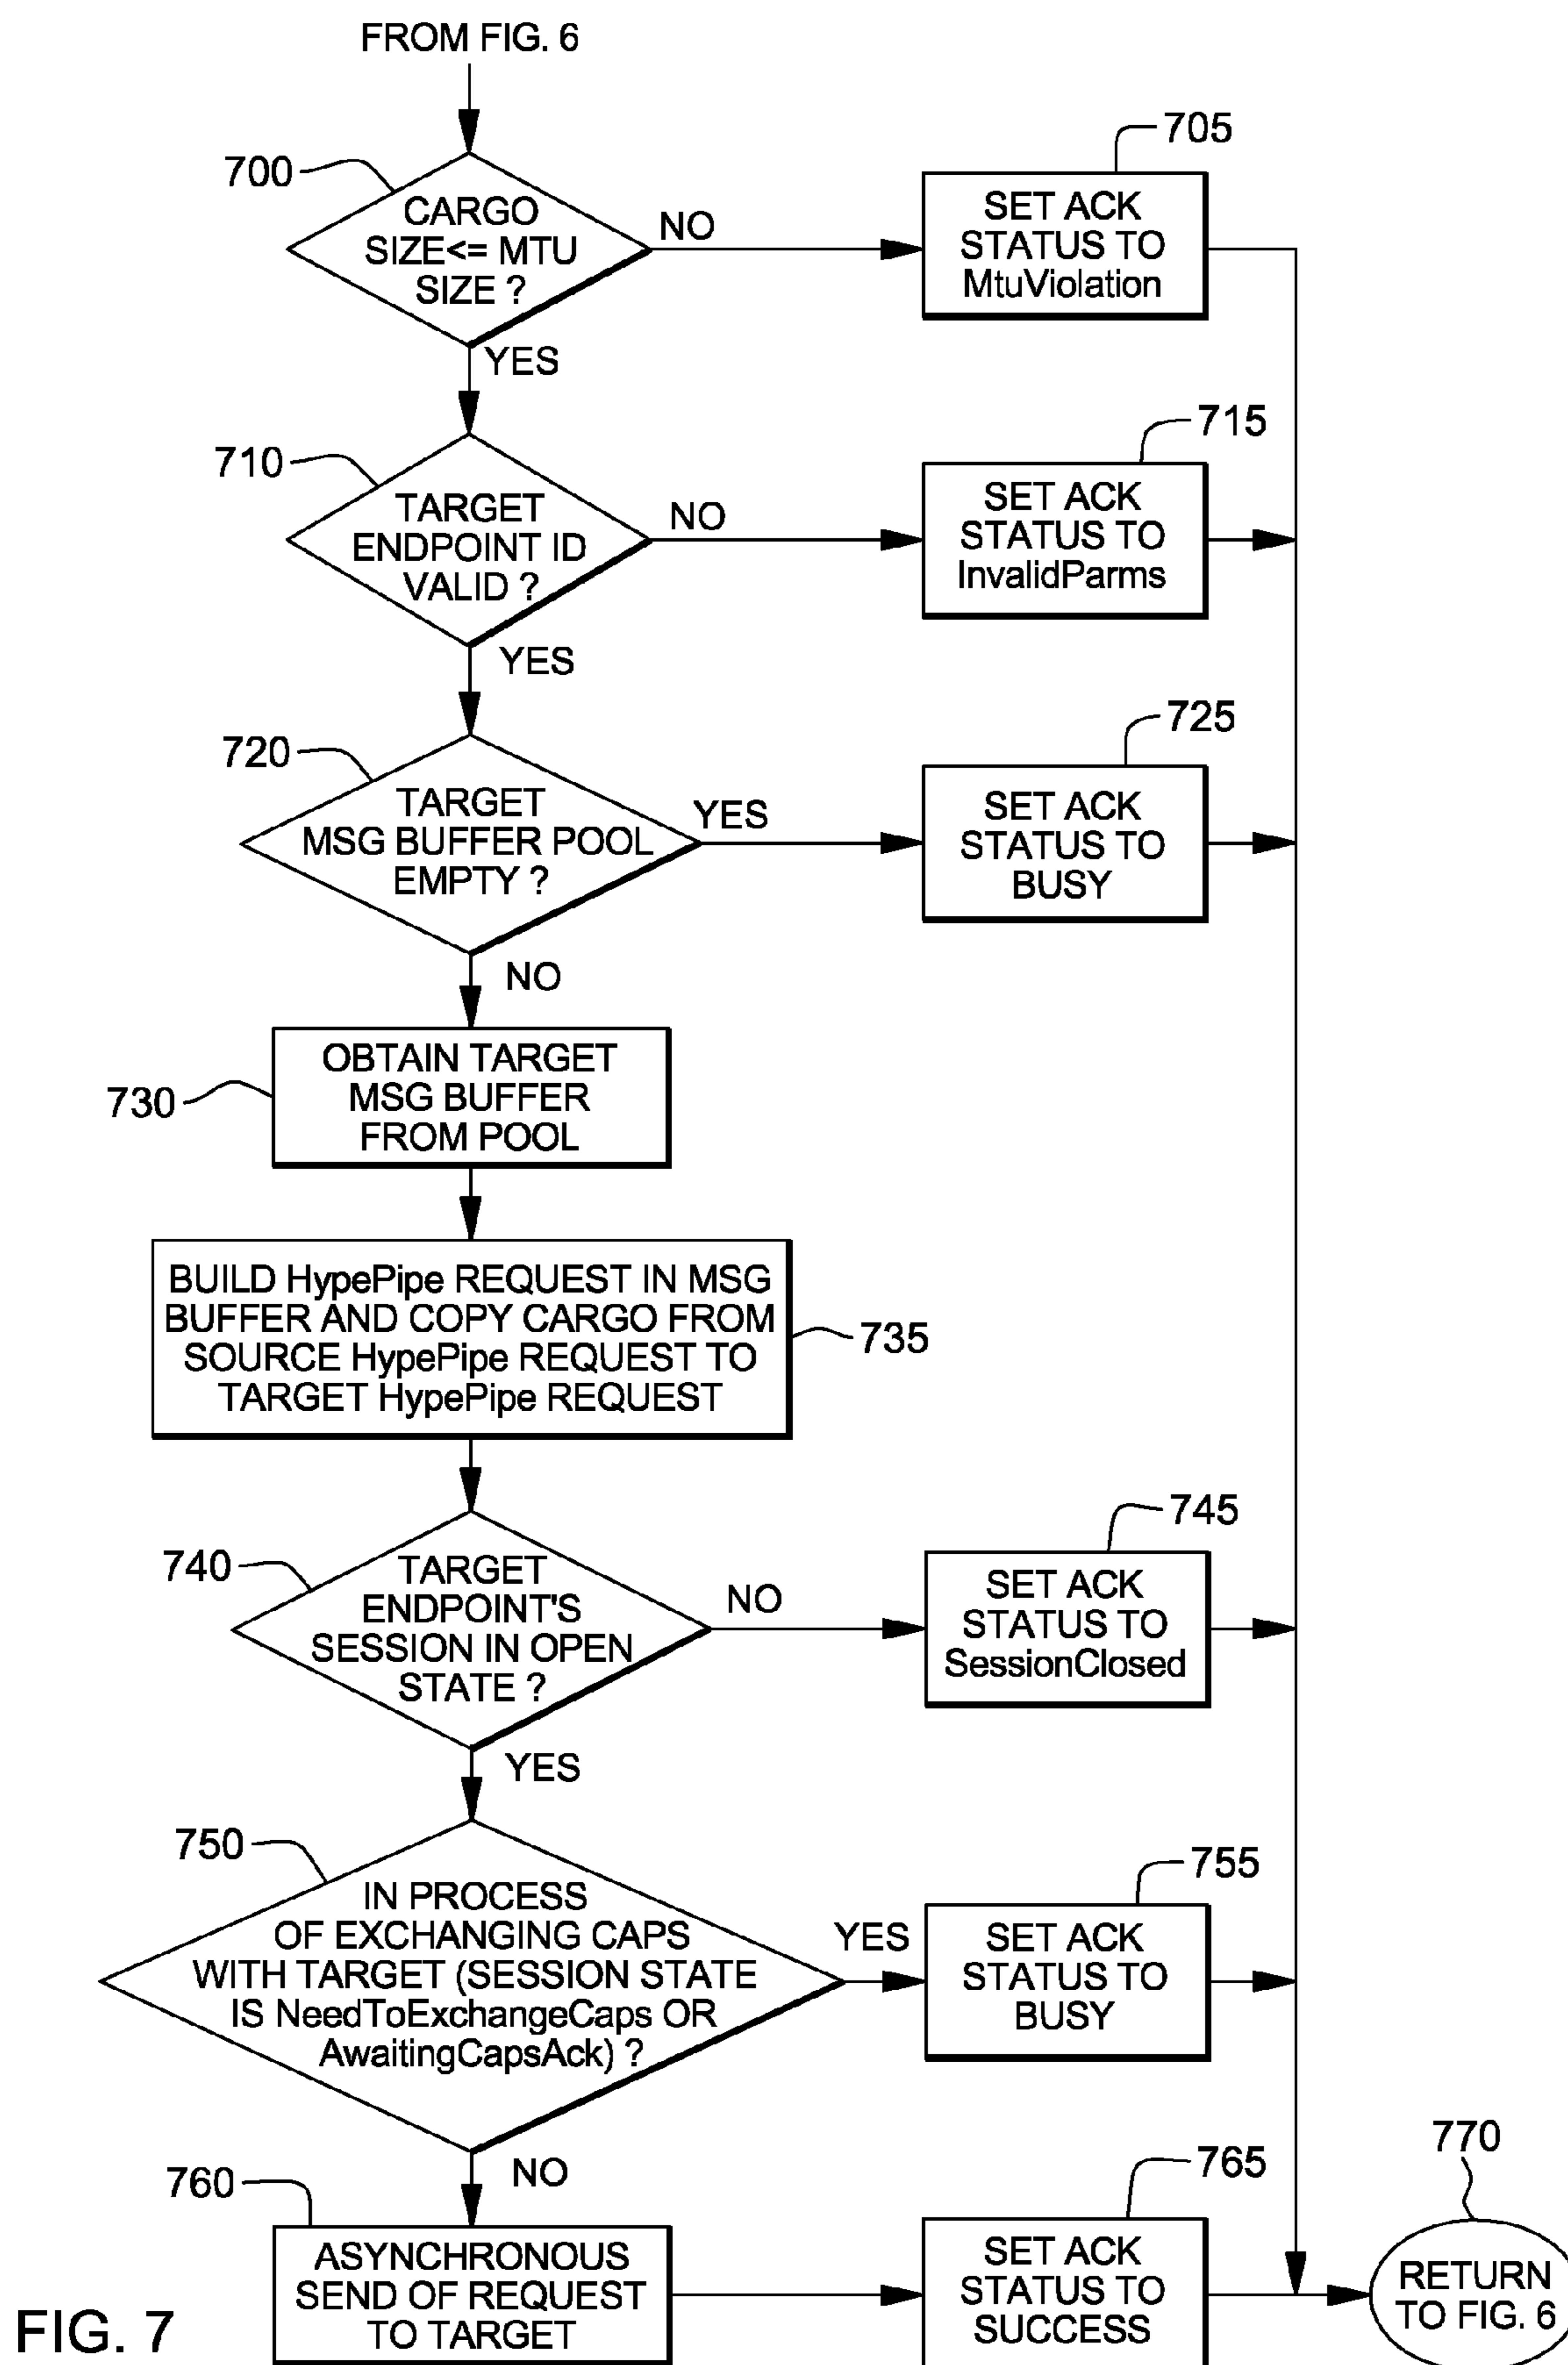 FROM FIG. 6
700
CARGO
SIZE<= MTU
SIZE ?
NO
YES
705
SET ACK
STATUS TO
MtuViolation
710
TARGET
ENDPOINT ID
VALID ?
NO
YES
715
SET ACK
STATUS TO
InvalidParms
720
TARGET
MSG BUFFER POOL
EMPTY ?
YES
NO
725
SET ACK
STATUS TO
BUSY
730
OBTAIN TARGET
MSG BUFFER
FROM POOL
BUILD HypePipe REQUEST IN MSG
BUFFER AND COPY CARGO FROM
SOURCE HypePipe REQUEST TO
TARGET HypePipe REQUEST
735
740
TARGET
ENDPOINT'S
SESSION IN OPEN
STATE ?
NO
YES
745
SET ACK
STATUS TO
SessionClosed
750
IN PROCESS
OF EXCHANGING CAPS
WITH TARGET (SESSION STATE
IS NeedToExchangeCaps OR
AwaitingCapsAck) ?
YES
NO
755
SET ACK
STATUS TO
BUSY
760
ASYNCHRONOUS
SEND OF REQUEST
TO TARGET
765
SET ACK
STATUS TO
SUCCESS
770
RETURN
TO FIG. 6
FIG. 7